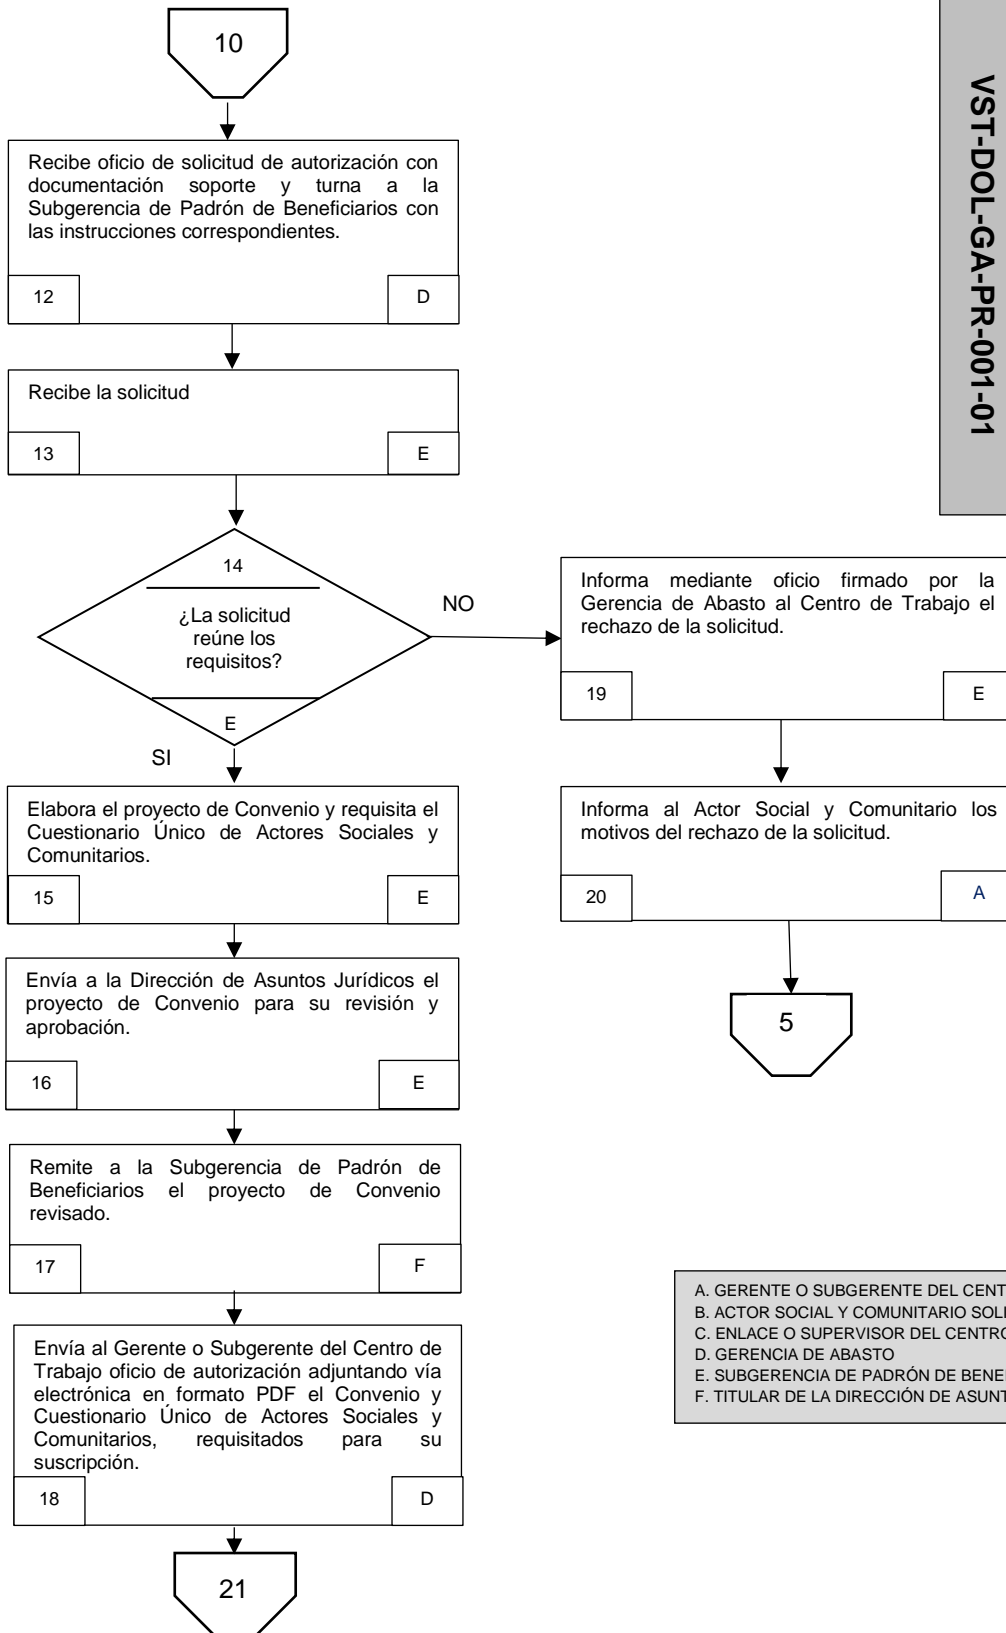 10
VST-DOL-GA-PR-001-01
Recibe oficio de solicitud de autorización con
documentación soporte y turna a la
Subgerencia de Padrón de Beneficiarios con
las instrucciones correspondientes.
12
D
Recibe la solicitud
13
E
14
¿La solicitud
reúne los
requisitos?
E
NO
SI
Informa mediante oficio firmado por la
Gerencia de Abasto al Centro de Trabajo el
rechazo de la solicitud.
19
E
Informa al Actor Social y Comunitario los
motivos del rechazo de la solicitud.
20
A
5
Elabora el proyecto de Convenio y requisita el
Cuestionario Único de Actores Sociales y
Comunitarios.
15
E
Envía a la Dirección de Asuntos Jurídicos el
proyecto de Convenio para su revisión y
aprobación.
16
E
Remite a la Subgerencia de Padrón de
Beneficiarios el proyecto de Convenio
revisado.
17
F
Envía al Gerente o Subgerente del Centro de
Trabajo oficio de autorización adjuntando vía
electrónica en formato PDF el Convenio y
Cuestionario Único de Actores Sociales y
Comunitarios, requisitados para su
suscripción.
18
D
21
A. GERENTE O SUBGERENTE DEL CENT
B. ACTOR SOCIAL Y COMUNITARIO SOLI
C. ENLACE O SUPERVISOR DEL CENTRO
D. GERENCIA DE ABASTO
E. SUBGERENCIA DE PADRÓN DE BENE
F. TITULAR DE LA DIRECCIÓN DE ASUNT